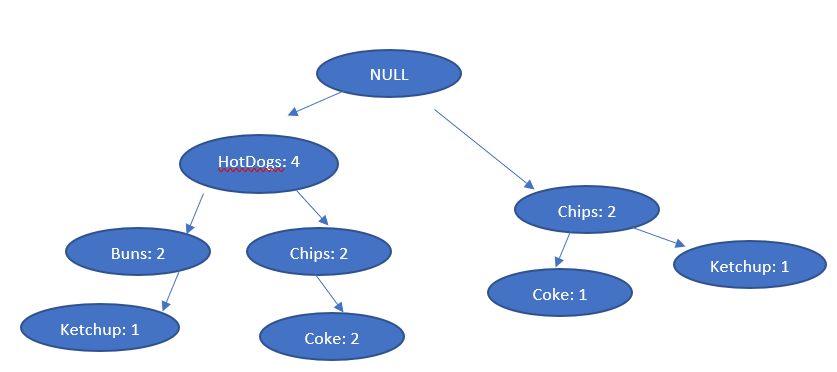 NULL
HotDogs: 4
Chips: 2
Buns: 2
Chips: 2
Ketchup: 1
Coke: 1
Ketchup: 1
Coke: 2